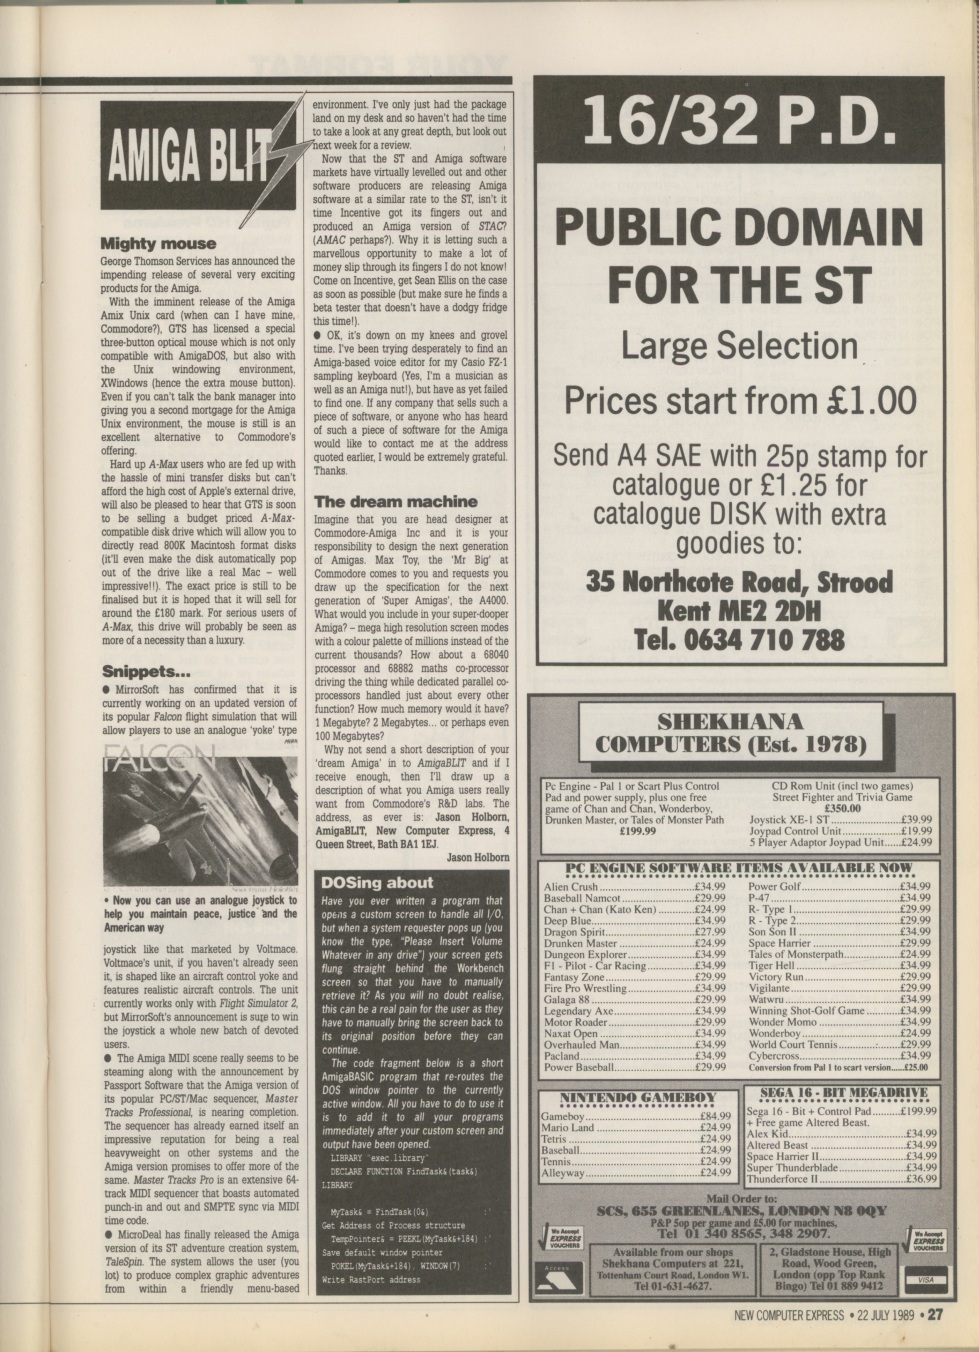 AMIGA BLIT
Mighty mouse
George Thomson Services has announced the
impending release of several very exciting
products for the Amiga.
With the imminent release of the Amiga
Amix Unix card (when can I have mine,
Commodore?), GTS has licensed a special
three-button optical mouse which is not only
compatible with AmigaDOS, but also with
the Unix windowing environment,
XWindows (hence the extra mouse button).
Even if you can't talk the bank manager into
giving you a second mortgage for the Amiga
Unix environment, the mouse is still is an
excellent alternative to Commodore's
offering.
Hard up A-Max users who are fed up with
the hassle of mini transfer disks but can't
afford the high cost of Apple's external drive,
will also be pleased to hear that GTS is soon
to be selling a budget priced A-Max-
compatible disk drive which will allow you to
directly read 800K Macintosh format disks
(it'll even make the disk automatically pop
out of the drive like a real Mac – well
impressive!!). The exact price is still to be
finalised but it is hoped that it will sell for
around the £180 mark. For serious users of
A-Max, this drive will probably be seen as
more of a necessity than a luxury.
Snippets...
● MirrorSoft has confirmed that it is
currently working on an updated version of
its popular Falcon flight simulation that will
allow players to use an analogue 'yoke' type
FALCON
• Now you can use an analogue joystick to
help you maintain peace, justice and the
American way
joystick like that marketed by Voltmace.
Voltmace's unit, if you haven't already seen
it, is shaped like an aircraft control yoke and
features realistic aircraft controls. The unit
currently works only with Flight Simulator 2,
but MirrorSoft's announcement is sure to win
the joystick a whole new batch of devoted
users.
● The Amiga MIDI scene really seems to be
steaming along with the announcement by
Passport Software that the Amiga version of
its popular PC/ST/Mac sequencer, Master
Tracks Professional, is nearing completion.
The sequencer has already earned itself an
impressive reputation for being a real
heavyweight on other systems and the
Amiga version promises to offer more of the
same. Master Tracks Pro is an extensive 64-
track MIDI sequencer that boasts automated
punch-in and out and SMPTE sync via MIDI
time code.
● MicroDeal has finally released the Amiga
version of its ST adventure creation system,
TaleSpin. The system allows the user (you
lot) to produce complex graphic adventures
from within a friendly menu-based
environment. I've only just had the package
land on my desk and so haven't had the time
to take a look at any great depth, but look out
next week for a review.
Now that the ST and Amiga software
markets have virtually levelled out and other
software producers are releasing Amiga
software at a similar rate to the ST, isn't it
time Incentive got its fingers out and
produced an Amiga version of STAC?
(AMAC perhaps?). Why it is letting such a
marvellous opportunity to make a lot of
money slip through its fingers I do not know!
Come on Incentive, get Sean Ellis on the case
as soon as possible (but make sure he finds a
beta tester that doesn't have a dodgy fridge
this time!).
● OK, it's down on my knees and grovel
time. I've been trying desperately to find an
Amiga-based voice editor for my Casio FZ-1
sampling keyboard (Yes, I'm a musician as
well as an Amiga nut!), but have as yet failed
to find one. If any company that sells such a
piece of software, or anyone who has heard
of such a piece of software for the Amiga
would like to contact me at the address
quoted earlier, I would be extremely grateful.
Thanks.
The dream machine
Imagine that you are head designer at
Commodore-Amiga Inc and it is your
responsibility to design the next generation
of Amigas. Max Toy, the 'Mr Big' at
Commodore comes to you and requests you
draw up the specification for the next
generation of 'Super Amigas', the A4000.
What would you include in your super-dooper
Amiga? – mega high resolution screen modes
with a colour palette of millions instead of the
current thousands? How about a 68040
processor and 68882 maths co-processor
driving the thing while dedicated parallel co-
processors handled just about every other
function? How much memory would it have?
1 Megabyte? 2 Megabytes... or perhaps even
100 Megabytes?
Why not send a short description of your
'dream Amiga' in to AmigaBLIT and if I
receive enough, then I'll draw up a
description of what you Amiga users really
want from Commodore's R&D labs. The
address, as ever is: Jason Holborn,
AmigaBLIT, New Computer Express, 4
Queen Street, Bath BA1 1EJ.
Jason Holborn
DOSing about
Have you ever written a program that
opens a custom screen to handle all I/O,
but when a system requester pops up (you
know the type, "Please Insert Volume
Whatever in any drive") your screen gets
flung straight behind the Workbench
screen so that you have to manually
retrieve it? As you will no doubt realise,
this can be a real pain for the user as they
have to manually bring the screen back to
its original position before they can
continue.
The code fragment below is a short
AmigaBASIC program that re-routes the
DOS window pointer to the currently
active window. All you have to do to use it
is to add it to all your programs
immediately after your custom screen and
output have been opened.
LIBRARY "exec.library"
DECLARE FUNCTION FindTask&(task&)
LIBRARY
MyTask& = FindTask(0&) :'
Get Address of Process structure
TempPointer& = PEEKL(MyTask&+184) :'
Save default window pointer
POKEL(MyTask&+184), WINDOW(7) :'
Write RastPort address
16/32 P.D.
PUBLIC DOMAIN
FOR THE ST
Large Selection
Prices start from £1.00
Send A4 SAE with 25p stamp for
catalogue or £1.25 for
catalogue DISK with extra
goodies to:
35 Northcote Road, Strood
Kent ME2 2DH
Tel. 0634 710 788
SHEKHANA
COMPUTERS (Est. 1978)
Pc Engine - Pal 1 or Scart Plus Control
Pad and power supply, plus one free
game of Chan and Chan, Wonderboy,
Drunken Master, or Tales of Monster Path
£199.99
CD Rom Unit (incl two games)
Street Fighter and Trivia Game
£350.00
Joystick XE-1 ST...............£39.99
Joypad Control Unit...............£19.99
5 Player Adaptor Joypad Unit......£24.99
PC ENGINE SOFTWARE ITEMS AVAILABLE NOW
Alien Crush...............£34.99
Baseball Namcot...............£29.99
Chan + Chan (Kato Ken)...............£24.99
Deep Blue...............£34.99
Dragon Spirit...............£27.99
Drunken Master...............£24.99
Dungeon Explorer...............£34.99
F1 - Pilot - Car Racing...............£34.99
Fantasy Zone...............£29.99
Fire Pro Wrestling...............£34.99
Galaga 88...............£29.99
Legendary Axe...............£34.99
Motor Roader...............£29.99
Naxat Open...............£34.99
Overhauled Man...............£34.99
Pacland...............£34.99
Power Baseball...............£29.99
Power Golf...............£34.99
P-47...............£34.99
R- Type 1...............£29.99
R - Type 2...............£29.99
Son Son II...............£34.99
Space Harrier...............£29.99
Tales of Monsterpath...............£24.99
Tiger Hell...............£34.99
Victory Run...............£29.99
Vigilante...............£29.99
Watwru...............£34.99
Winning Shot-Golf Game...............£34.99
Wonder Momo...............£34.99
Wonderboy...............£24.99
World Court Tennis...............£29.99
Cybercross...............£34.99
Conversion from Pal 1 to scart version......£25.00
NINTENDO GAMEBOY
Gameboy...............£84.99
Mario Land...............£24.99
Tetris...............£24.99
Baseball...............£24.99
Tennis...............£24.99
Alleyway...............£24.99
SEGA 16 - BIT MEGADRIVE
Sega 16 - Bit + Control Pad.........£199.99
+ Free game Altered Beast.
Alex Kid...............£34.99
Altered Beast...............£34.99
Space Harrier II...............£34.99
Super Thunderblade...............£34.99
Thunderforce II...............£36.99
Mail Order to:
SCS, 655 GREENLANES, LONDON N8 0QY
P&P 5op per game and £5.00 for machines,
Tel 01 340 8565, 348 2907.
We Accept
EXPRESS
VOUCHERS
We Accept
EXPRESS
VOUCHERS
Access
Available from our shops
Shekhana Computers at 221,
Tottenham Court Road, London W1.
Tel 01-631-4627.
2, Gladstone House, High
Road, Wood Green,
London (opp Top Rank
Bingo) Tel 01 889 9412
VISA
NEW COMPUTER EXPRESS • 22 JULY 1989 • 27